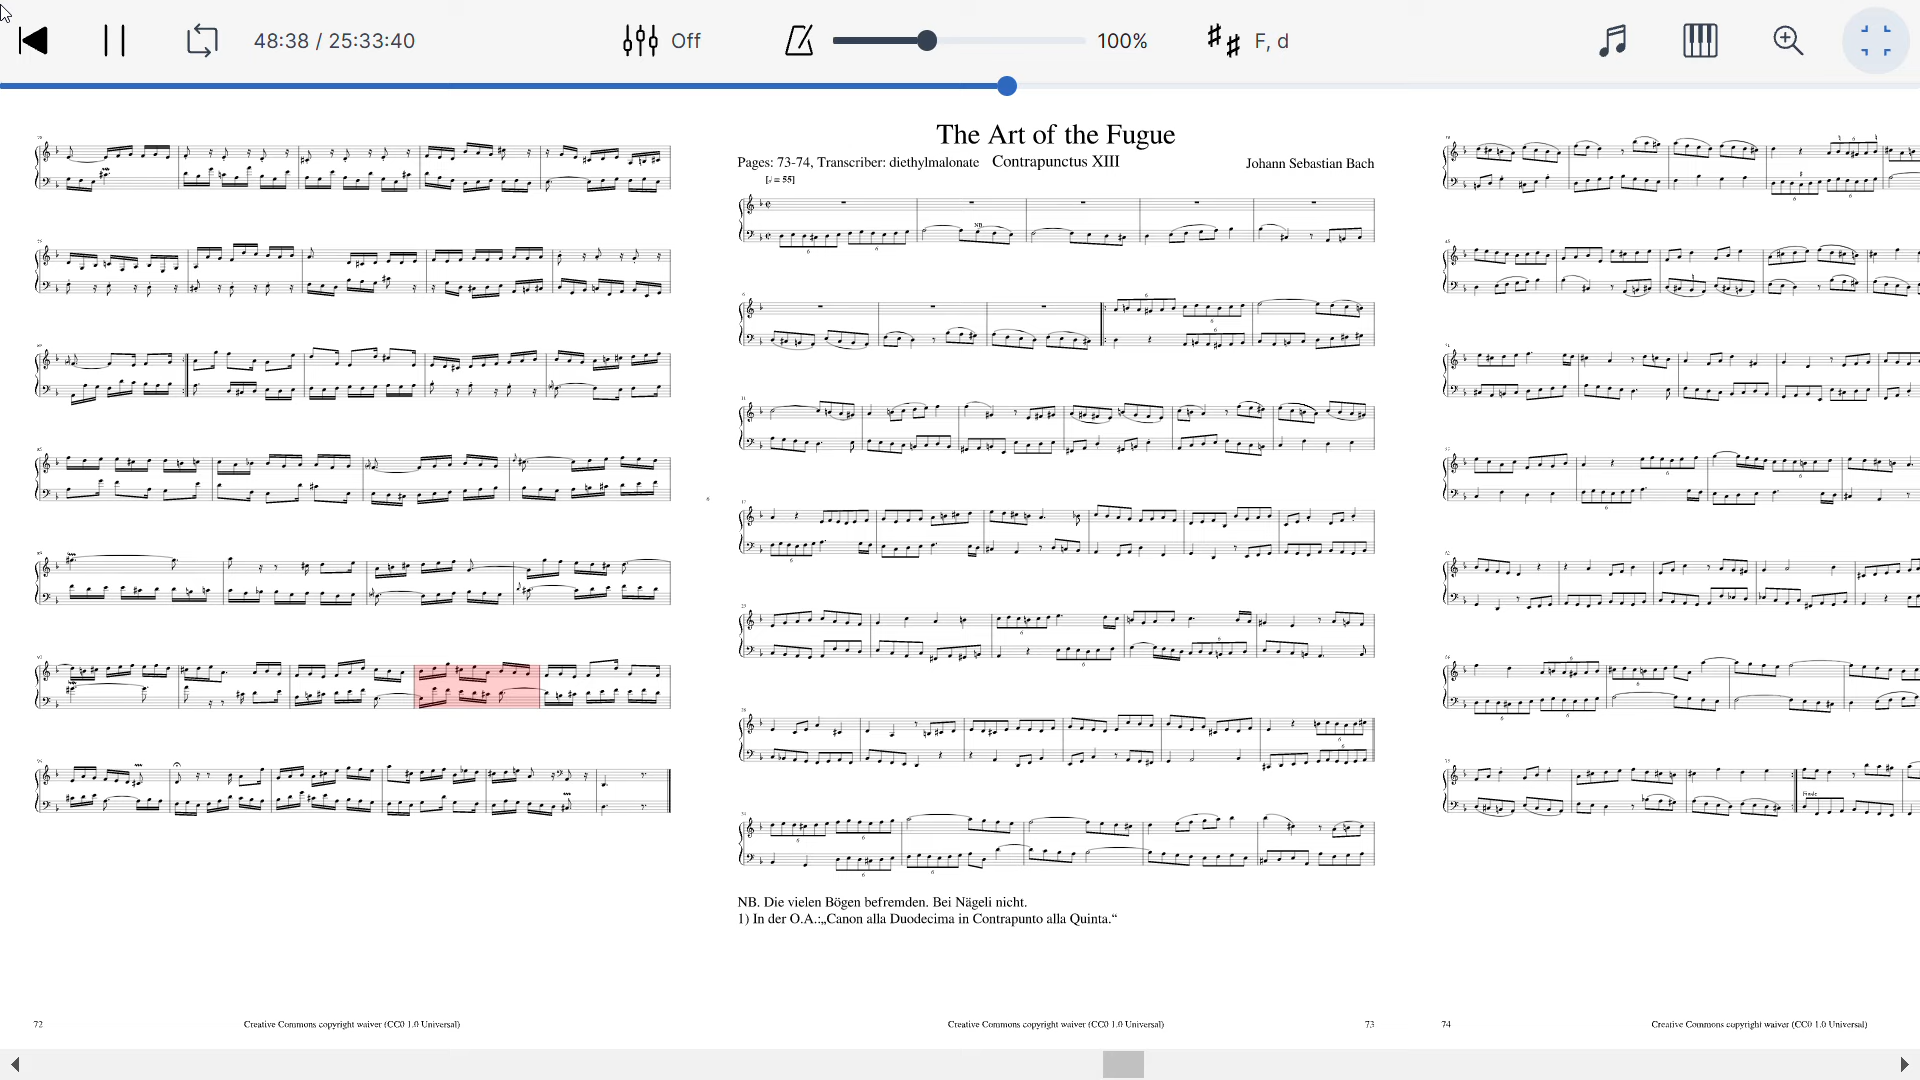 48:38 / 25:33:40
Off
100%
F, d
The Art of the Fugue
Pages: 73-74, Transcriber: diethylmalonate
Contrapunctus XIII
Johann Sebastian Bach
[♩ = 55]
NB.
Finale
NB. Die vielen Bögen befremden. Bei Nägeli nicht.
1) In der O.A.:„Canon alla Duodecima in Contrapunto alla Quinta.“
72
Creative Commons copyright waiver (CC0 1.0 Universal)
Creative Commons copyright waiver (CC0 1.0 Universal)
73
74
Creative Commons copyright waiver (CC0 1.0 Universal)